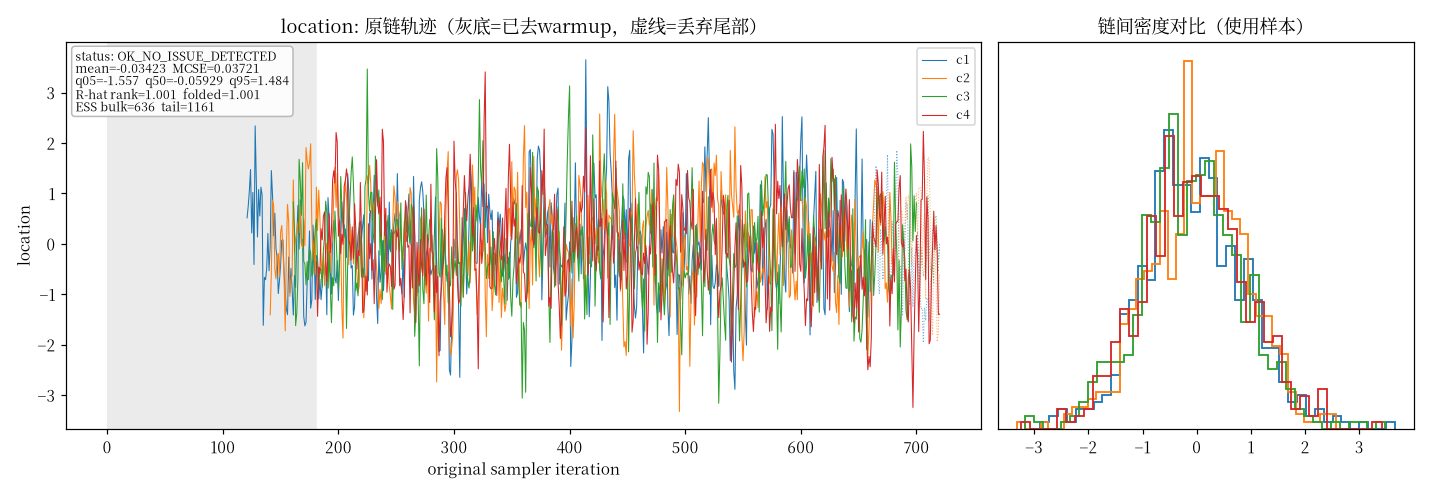 location: 原链轨迹（灰底=已去warmup，虚线=丢弃尾部）
链间密度对比（使用样本）
status: OK_NO_ISSUE_DETECTED
mean=-0.03423 MCSE=0.03721
q05=-1.557 q50=-0.05929 q95=1.484
R-hat rank=1.001 folded=1.001
ESS bulk=636 tail=1161
c1
c2
c3
c4
location
3
2
1
0
−1
−2
−3
0 100 200 300 400 500 600 700
original sampler iteration
−3 −2 −1 0 1 2 3